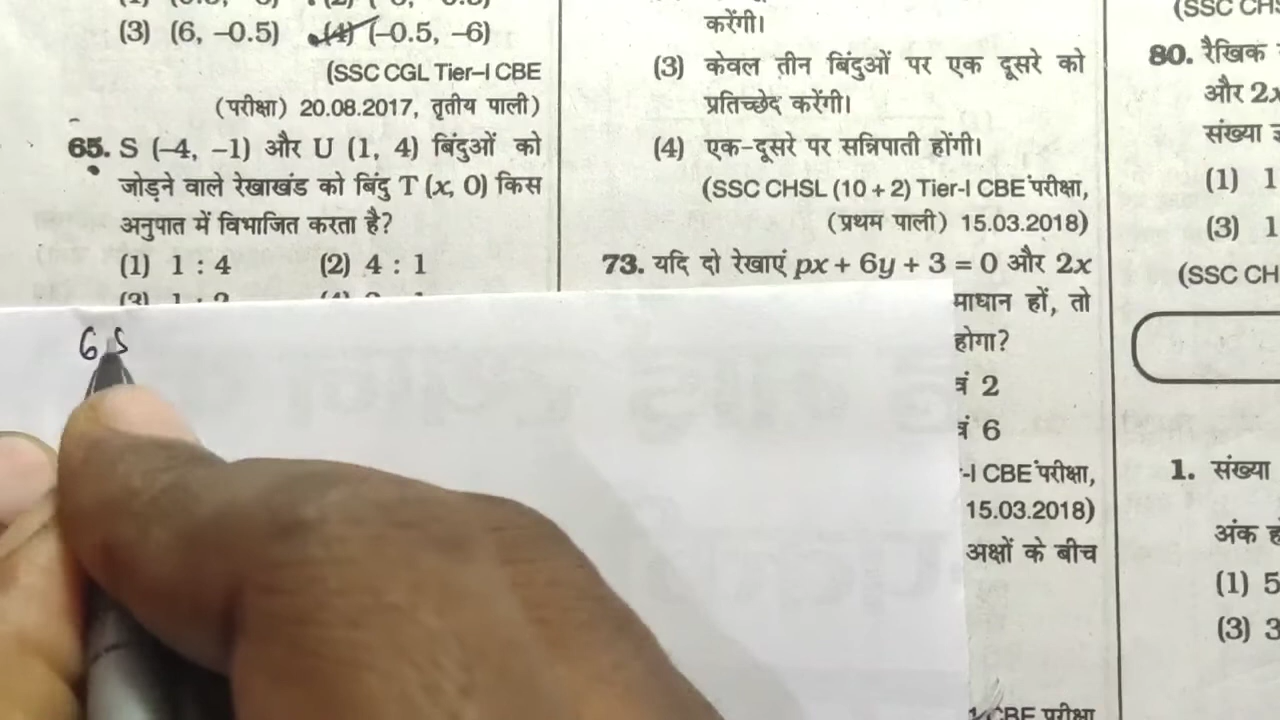 (3) (6, –0.5) (4) (–0.5, –6)
(SSC CGL Tier–I CBE
(परीक्षा) 20.08.2017, तृतीय पाली)
65. S (–4, –1) और U (1, 4) बिंदुओं को
जोड़ने वाले रेखाखंड को बिंदु T (x, 0) किस
अनुपात में विभाजित करता है?
(1) 1 : 4 (2) 4 : 1
65
करेंगी।
(3) केवल तीन बिंदुओं पर एक दूसरे को
प्रतिच्छेद करेंगी।
(4) एक-दूसरे पर सन्निपाती होंगी।
(SSC CHSL (10 + 2) Tier-I CBE परीक्षा,
(प्रथम पाली) 15.03.2018)
73. यदि दो रेखाएं px + 6y + 3 = 0 और 2x
हों, तो
होगा?
2
6
-I CBE परीक्षा,
15.03.2018)
अक्षों के बीच
CBE परीक्षा
(SSC CHS
80. रैखिक
और 2x
संख्या
(1) 1
(3) 1
(SSC CH
1. संख्या
अंक
(1) 5
(3) 3